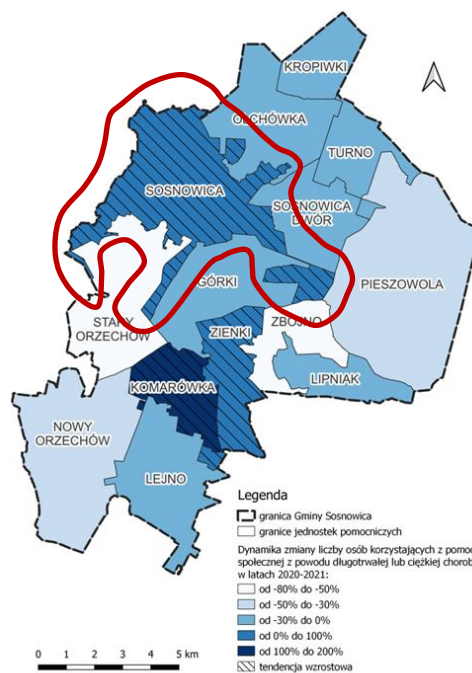 KROPIWKI
OLCHÓWKA
TURNO
SOSNOWICA
SOSNOWICA
DWÓR
PIESZOWOLA
GÓRKI
STARY
ORZECHÓW
ZIENKI
ZBÓJNO
KOMARÓWKA
LIPNIAK
NOWY
ORZECHÓW
LEJNO
Legenda
granica Gminy Sosnowica
granice jednostek pomocniczych
Dynamika zmiany liczby osób korzystających z pomoc
społecznej z powodu długotrwałej lub ciężkiej chorob
w latach 2020-2021:
od -80% do -50%
od -50% do -30%
od -30% do 0%
od 0% do 100%
od 100% do 200%
tendencja wzrostowa
0 1 2 3 4 5 km